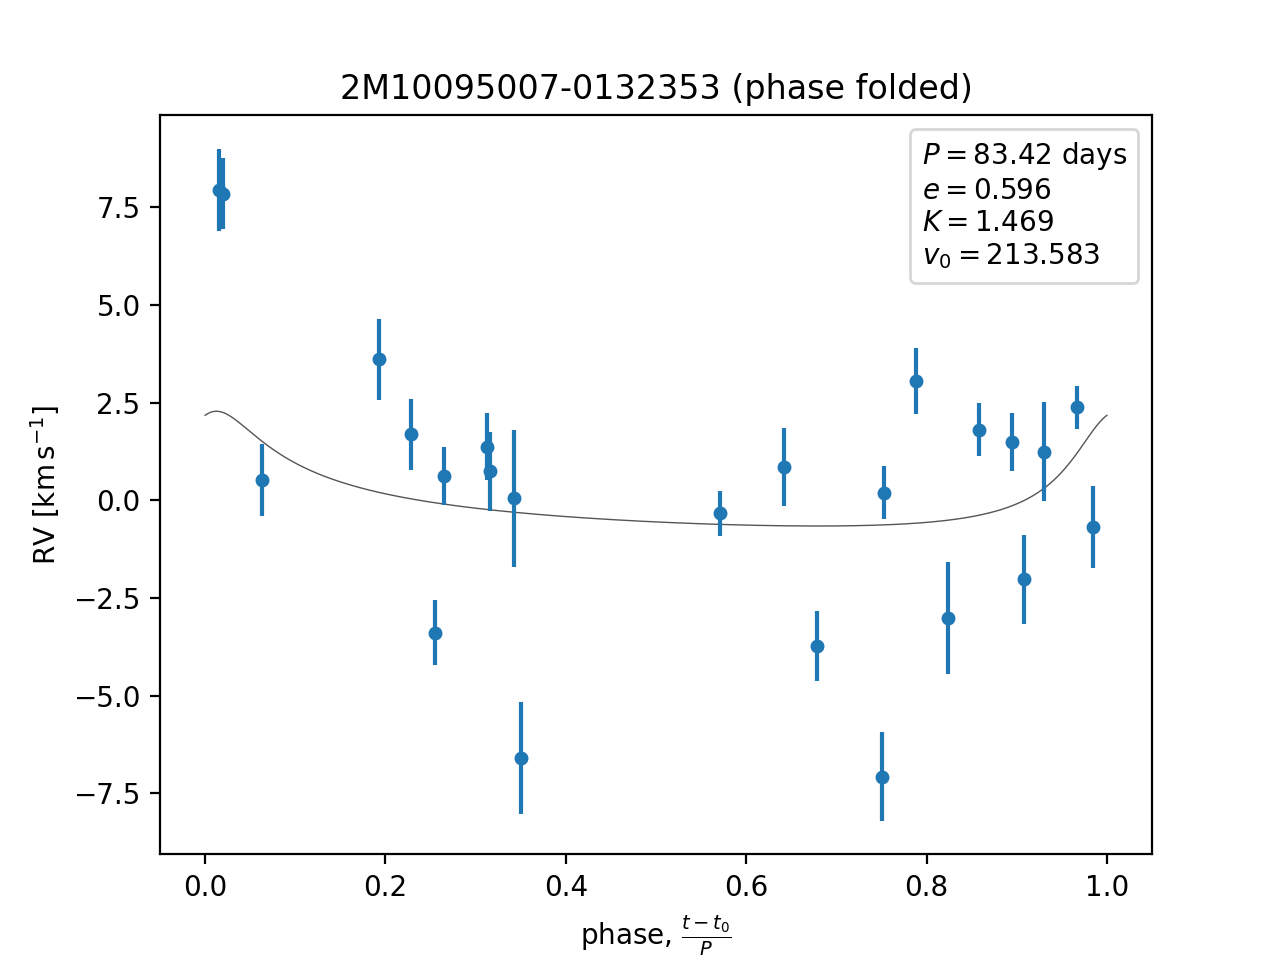 2M10095007-0132353 (phase folded)
P = 83.42 days
e = 0.596
K = 1.469
v₀ = 213.583
RV [km s⁻¹]
7.5
5.0
2.5
0.0
−2.5
−5.0
−7.5
0.0 0.2 0.4 0.6 0.8 1.0
phase, (t − t₀)/P